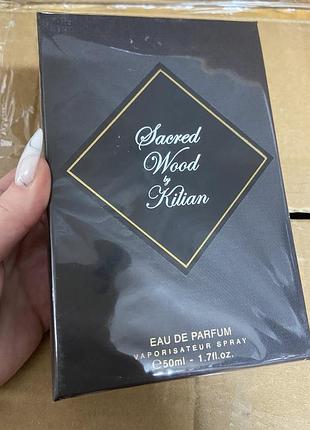 Sacred
Wood
by
Kilian
EAU DE PARFUM
VAPORISATEUR SPRAY
℮50ml - 1.7fl.oz.